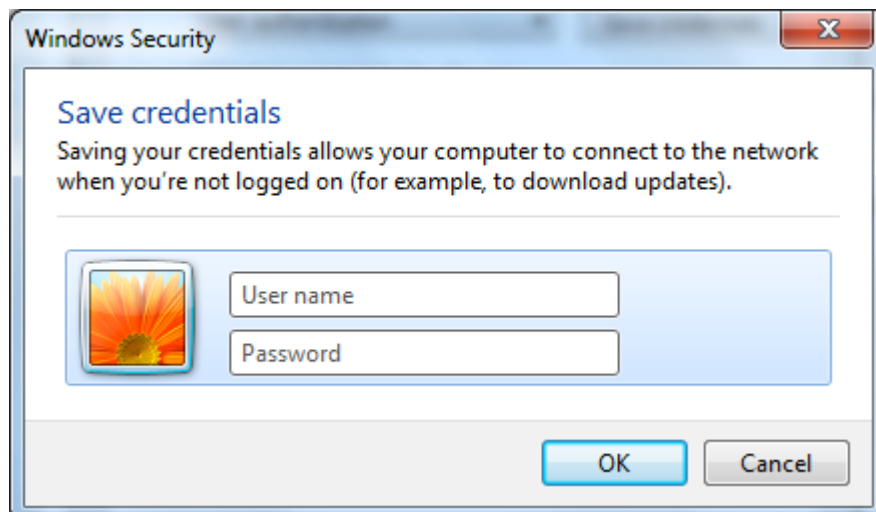 Windows Security
Save credentials
Saving your credentials allows your computer to connect to the network
when you're not logged on (for example, to download updates).
User name
Password
OK
Cancel